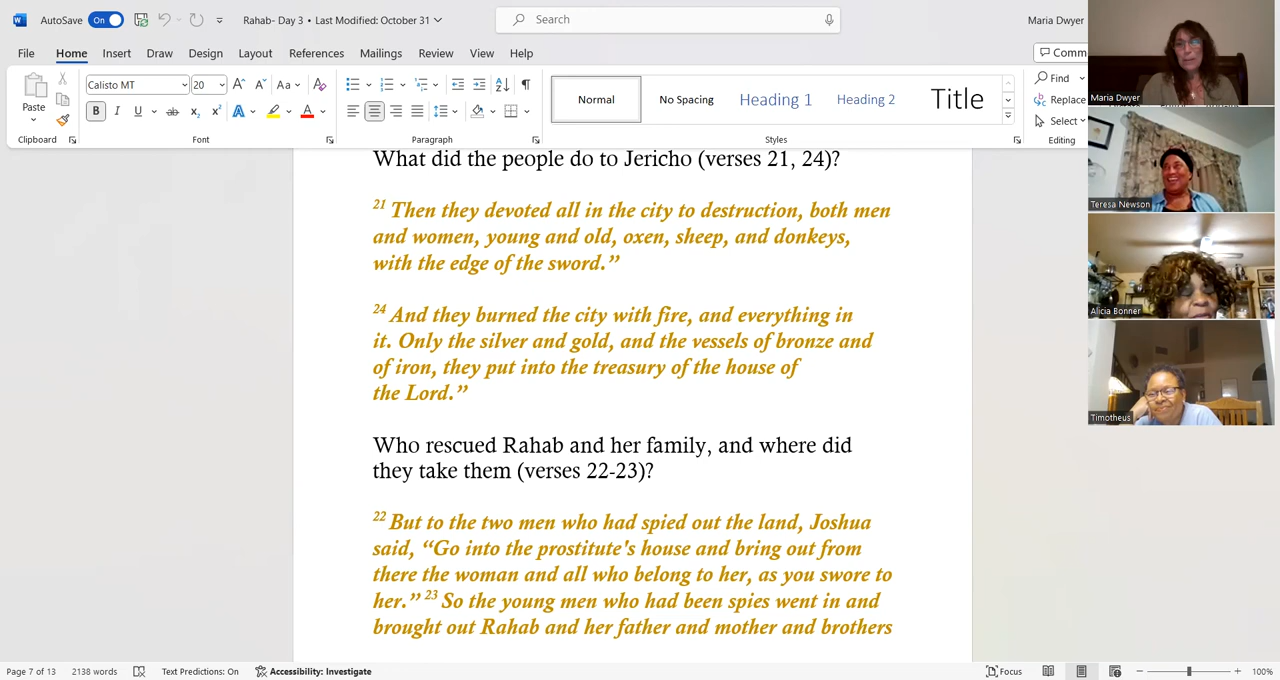 AutoSave On Rahab- Day 3 • Last Modified: October 31 Search Maria Dwyer
File Home Insert Draw Design Layout References Mailings Review View Help Comm
Paste Calisto MT 20 Aa Normal No Spacing Heading 1 Heading 2 Title Find
Replace
Select
B I U ab x₂ x² A A
Clipboard Font Paragraph Styles Editing
What did the people do to Jericho (verses 21, 24)?
21 Then they devoted all in the city to destruction, both men
and women, young and old, oxen, sheep, and donkeys,
with the edge of the sword.”
24 And they burned the city with fire, and everything in
it. Only the silver and gold, and the vessels of bronze and
of iron, they put into the treasury of the house of
the Lord.”
Who rescued Rahab and her family, and where did
they take them (verses 22-23)?
22 But to the two men who had spied out the land, Joshua
said, “Go into the prostitute's house and bring out from
there the woman and all who belong to her, as you swore to
her.” 23 So the young men who had been spies went in and
brought out Rahab and her father and mother and brothers
Maria Dwyer
Teresa Newson
Alicia Bonner
Timotheus
Page 7 of 13 2138 words Text Predictions: On Accessibility: Investigate Focus 100%